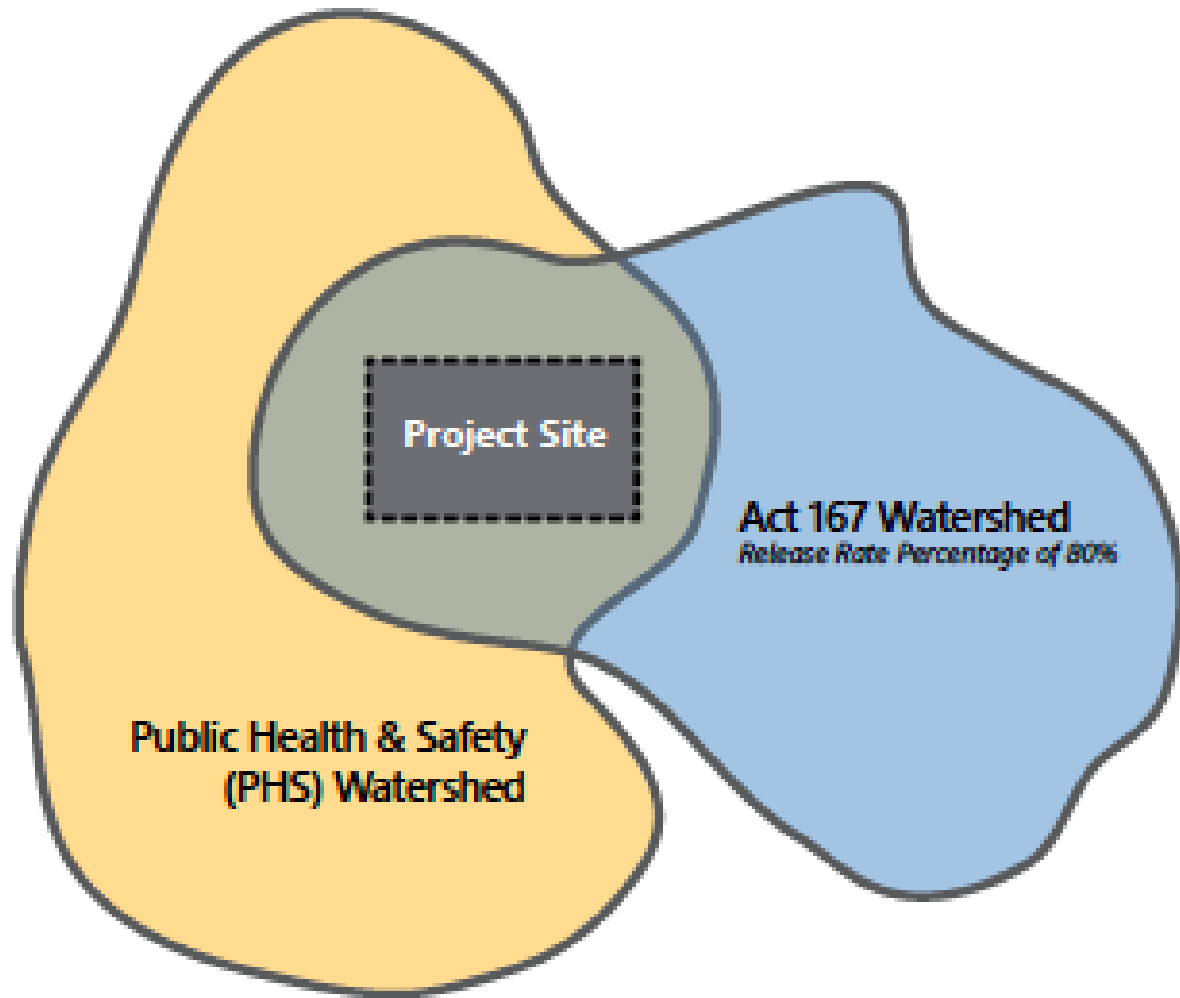 Project Site
Act 167 Watershed
Release Rate Percentage of 80%
Public Health & Safety
(PHS) Watershed